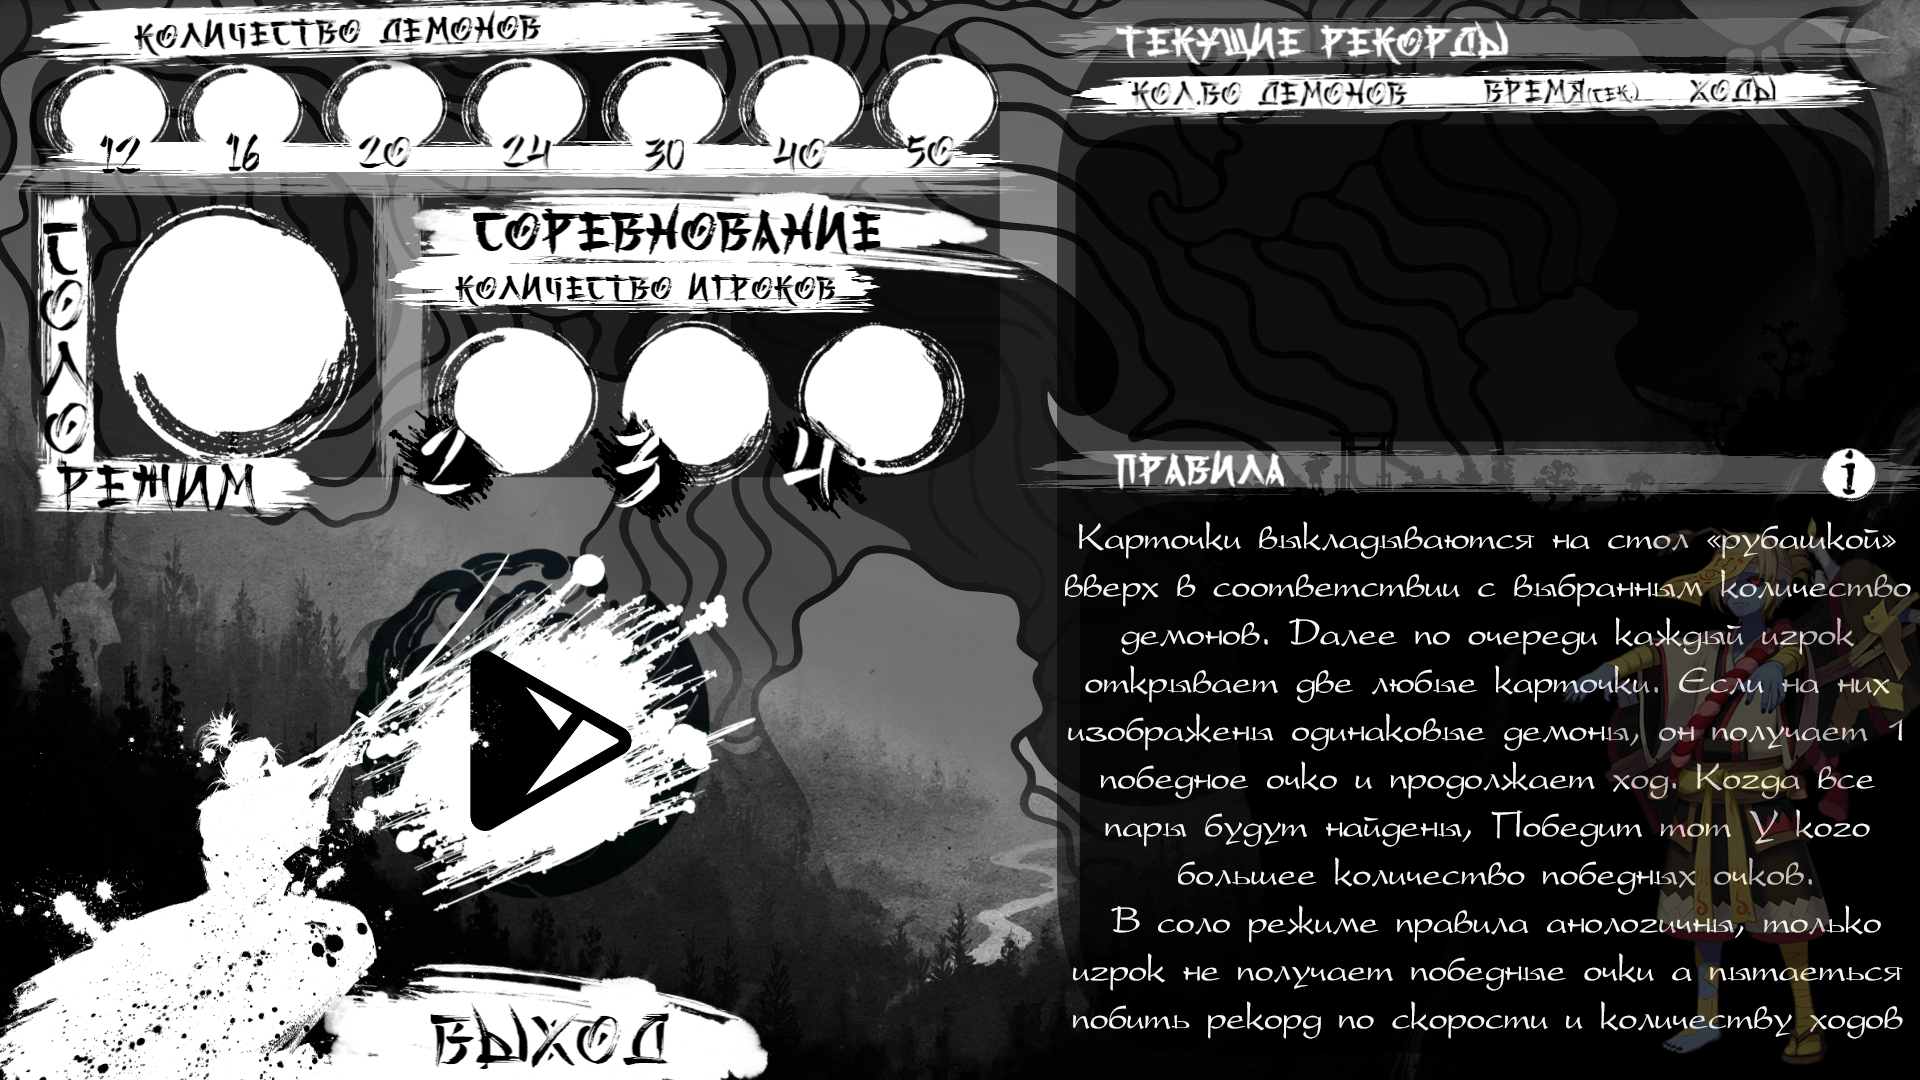 КОЛИЧЕСТВО ДЕМОНОВ
12 16 20 24 30 40 50
СОЛО
РЕЖИМ
СОРЕВНОВАНИЕ
КОЛИЧЕСТВО ИГРОКОВ
2 3 4
ВЫХОД
ТЕКУЩИЕ РЕКОРДЫ
КОЛ.ВО ДЕМОНОВ ВРЕМЯ(СЕК.) ХОДЫ
ПРАВИЛА i
Карточки выкладываются на стол «рубашкой»
вверх в соответствии с выбранным количество
демонов. Далее по очереди каждый игрок
открывает две любые карточки. Если на них
изображены одинаковые демоны, он получает 1
победное очко и продолжает ход. Когда все
пары будут найдены, Победит тот У кого
большее количество победных очков.
В соло режиме правила анологичны, только
игрок не получает победные очки а пытаеться
побить рекорд по скорости и количеству ходов